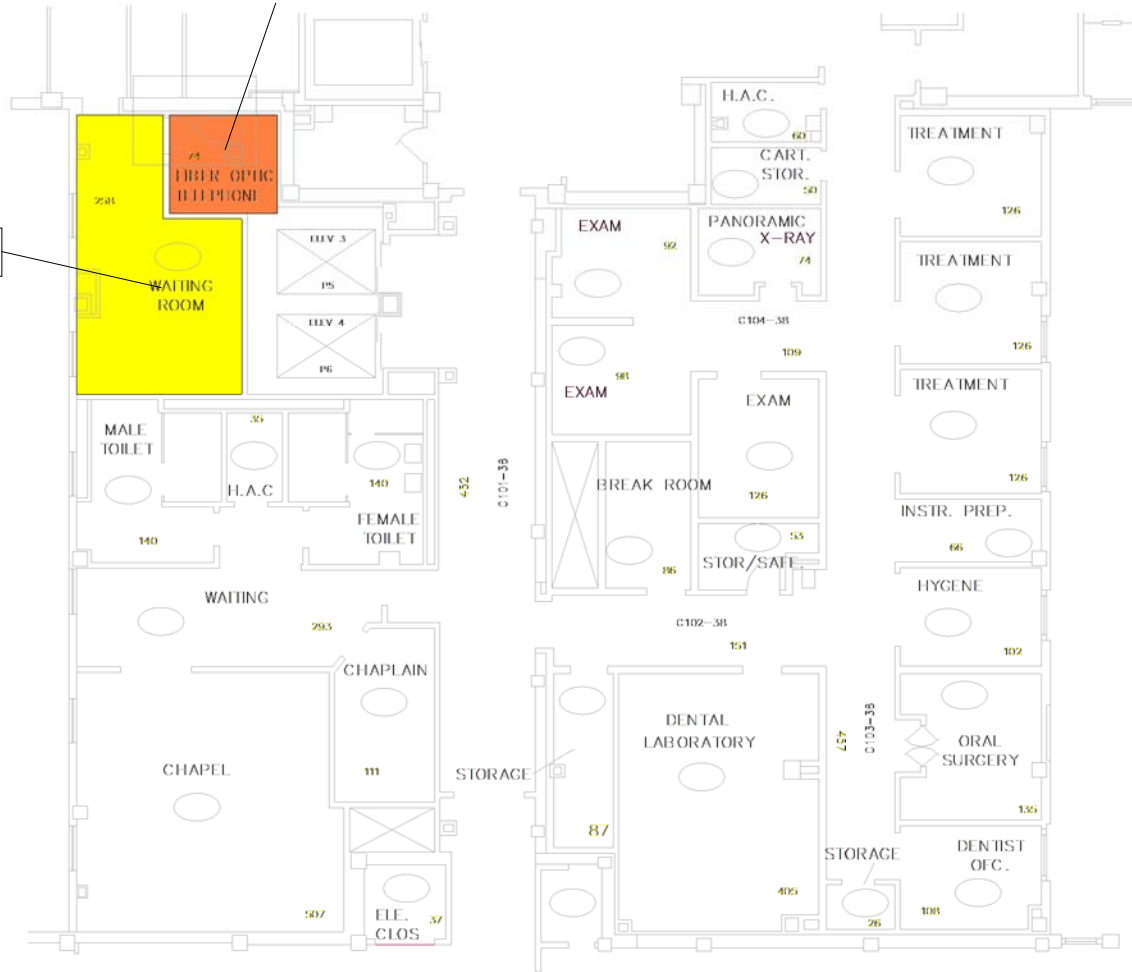 H.A.C.
60
TREATMENT
126
CART.
STOR.
50
74
FIBER OPTIC
TELEPHONE
258
WAITING
ROOM
ELEV 3
P5
ELEV 4
P6
EXAM
92
PANORAMIC
X-RAY
74
TREATMENT
126
C104-38
109
EXAM
98
EXAM
126
TREATMENT
126
MALE
TOILET
140
35
H.A.C
140
FEMALE
TOILET
452
C101-38
BREAK ROOM
86
53
STOR/SAFE.
INSTR. PREP.
66
HYGENE
102
WAITING
293
C102-38
151
CHAPLAIN
111
CHAPEL
507
STORAGE
87
DENTAL
LABORATORY
405
C103-38
ORAL
SURGERY
135
STORAGE
26
DENTIST
OFC.
108
ELE.
CLOS
37